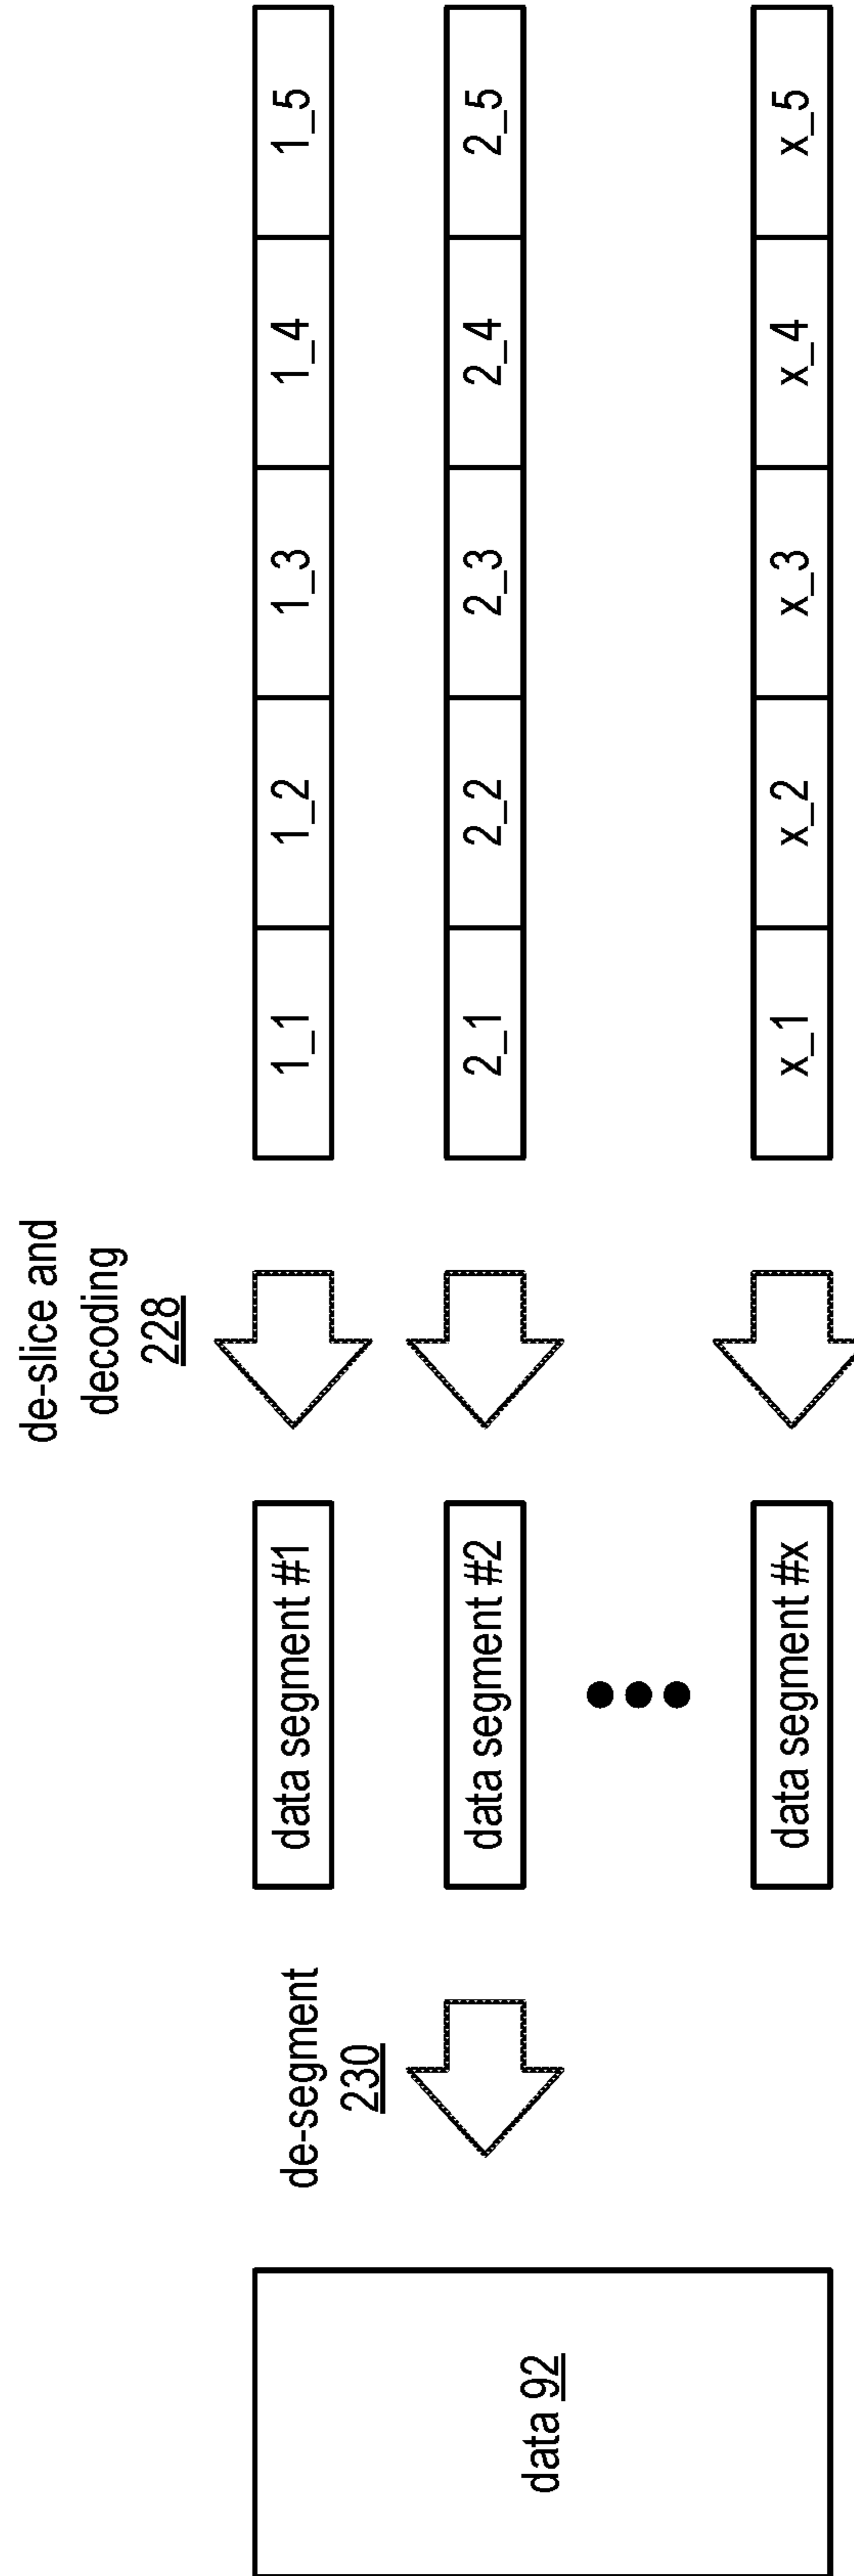 de-slice and
decoding
228
de-segment
230
data 92
data segment #1
1_1 1_2 1_3 1_4 1_5
data segment #2
2_1 2_2 2_3 2_4 2_5
data segment #x
x_1 x_2 x_3 x_4 x_5